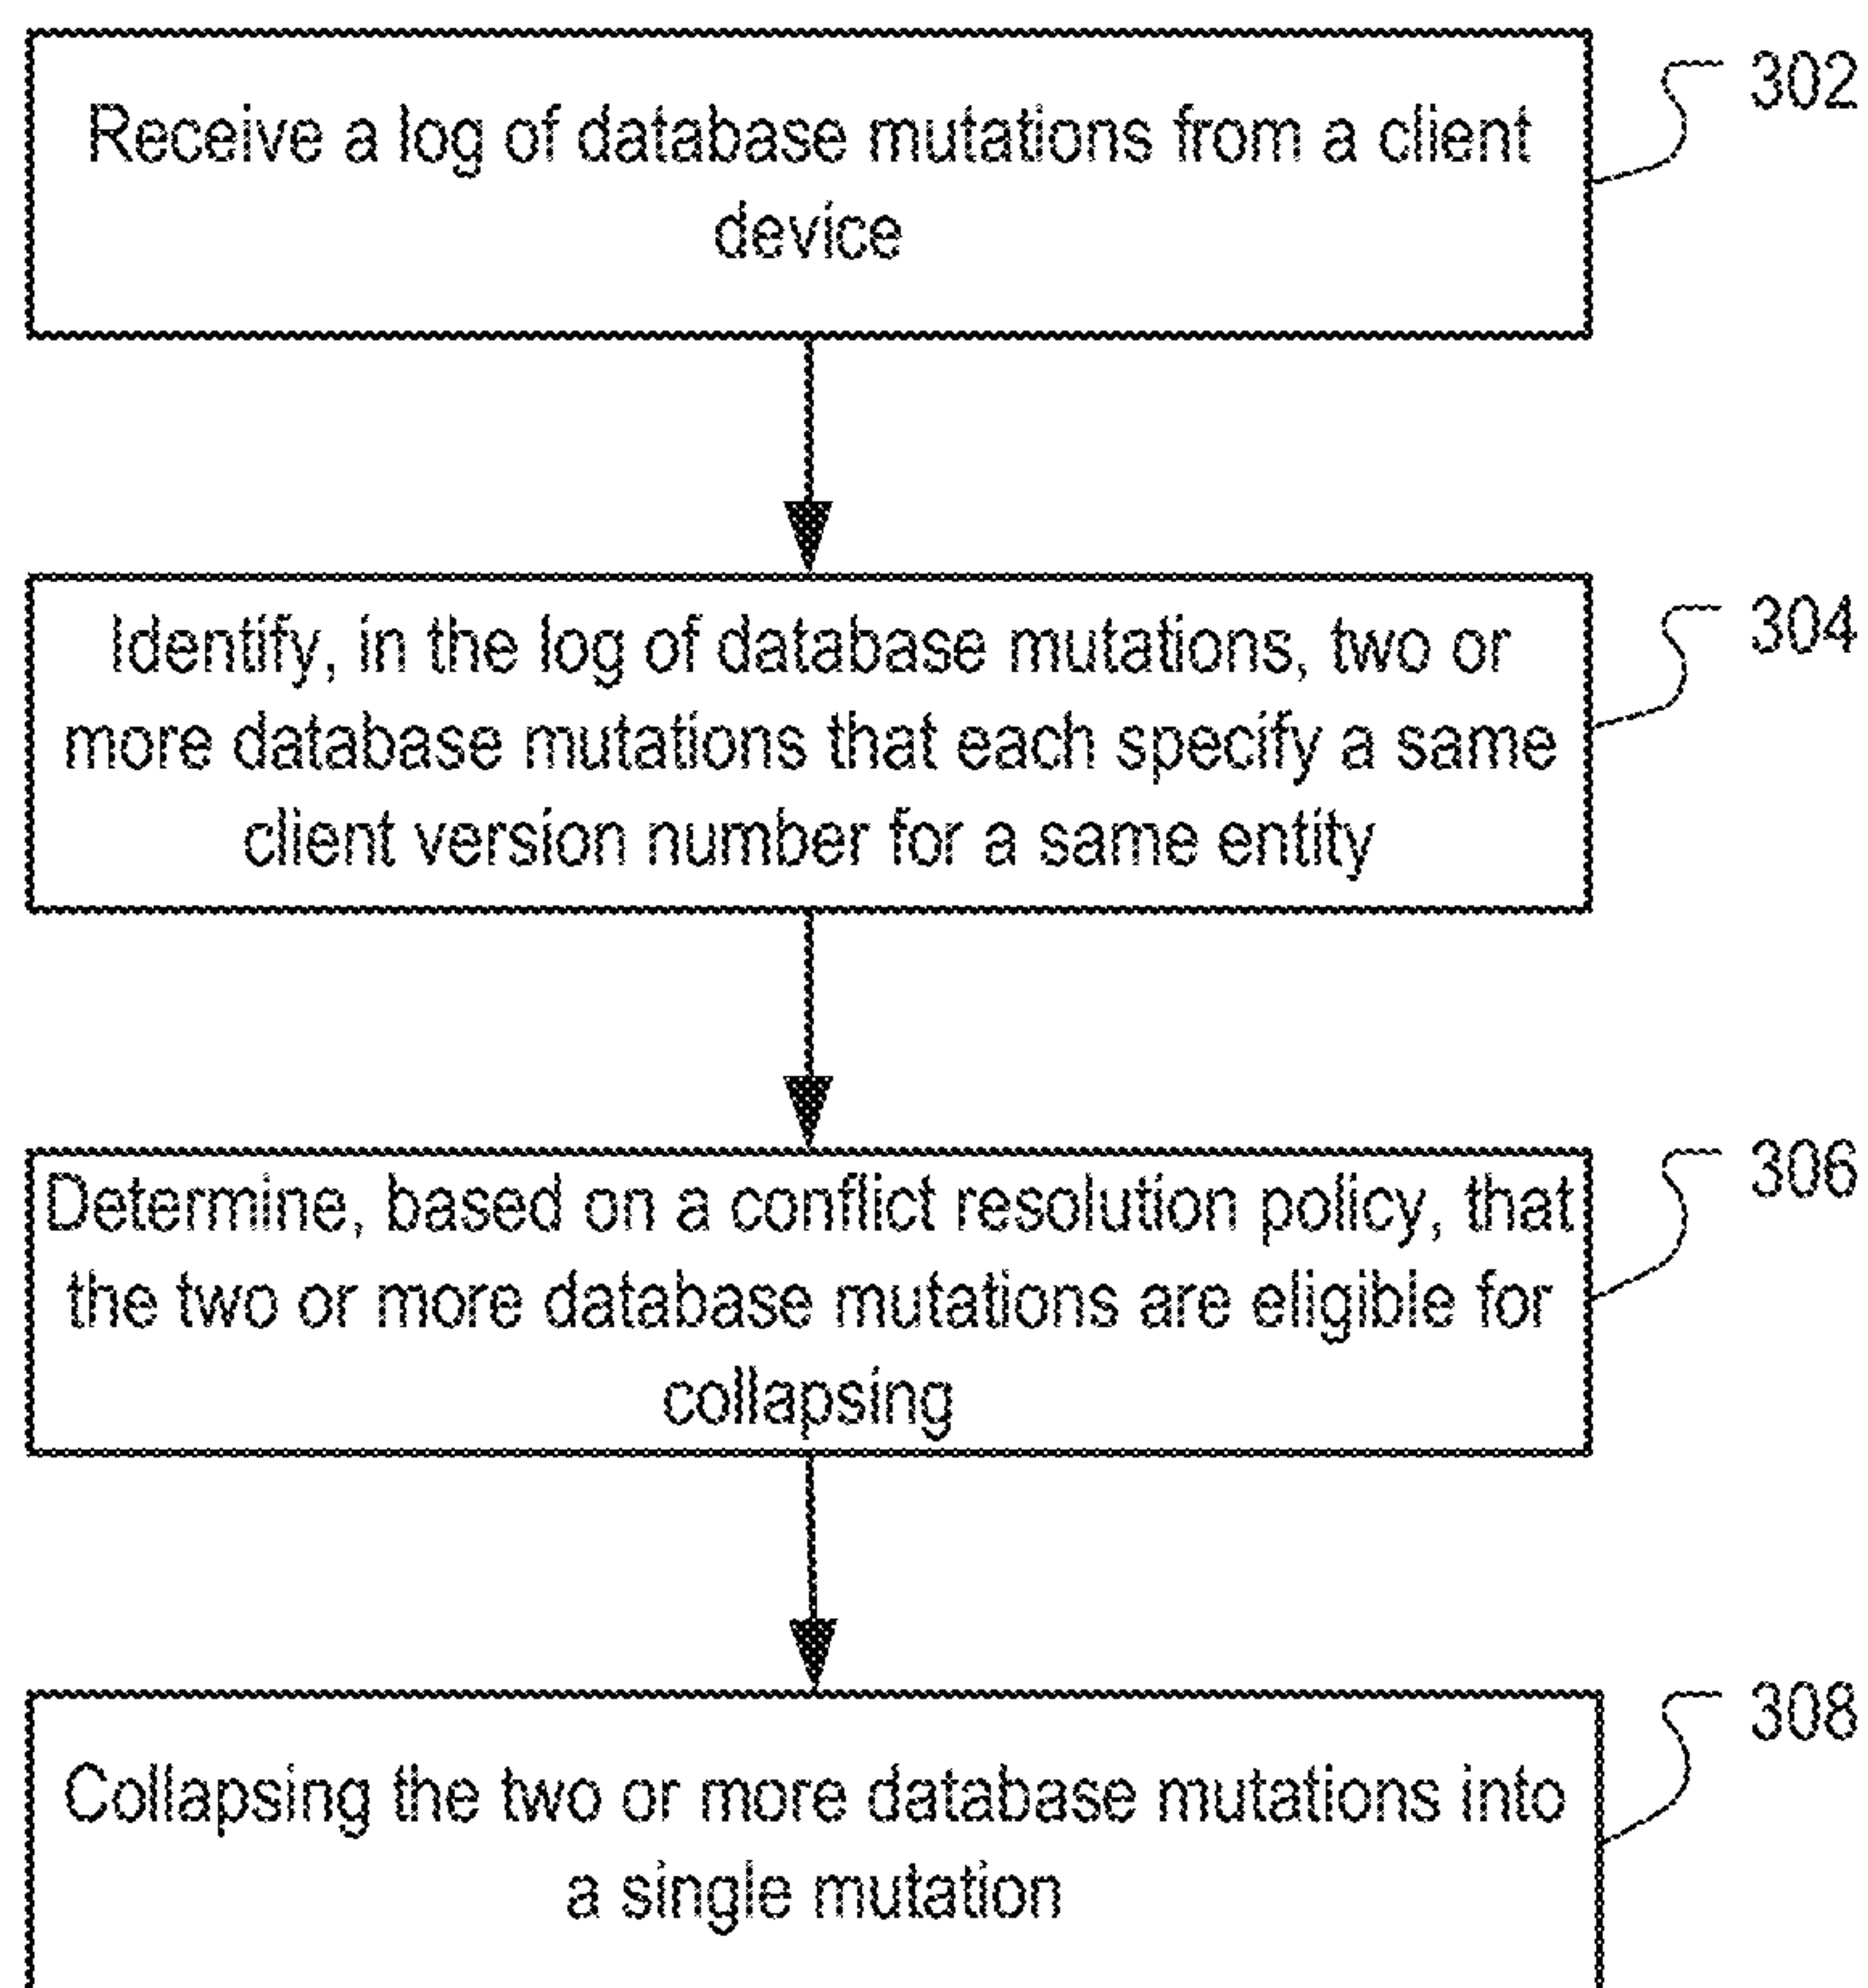 Receive a log of database mutations from a client
device
302
Identify, in the log of database mutations, two or
more database mutations that each specify a same
client version number for a same entity
304
Determine, based on a conflict resolution policy, that
the two or more database mutations are eligible for
collapsing
306
Collapsing the two or more database mutations into
a single mutation
308